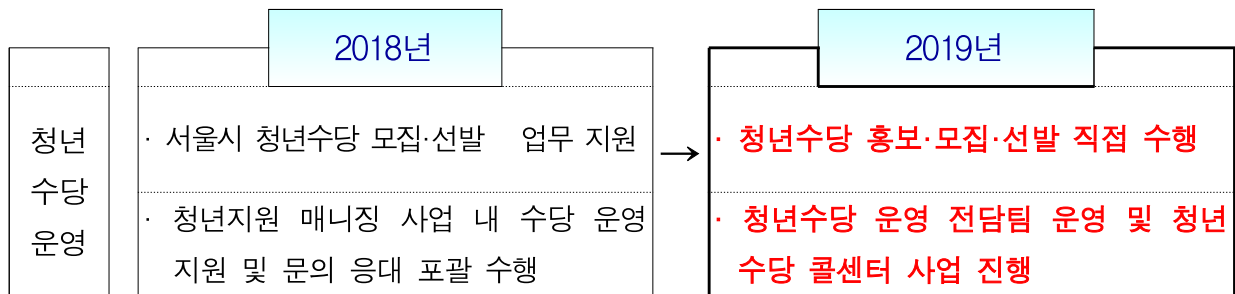 2018년
2019년
청년
수당
운영
· 서울시 청년수당 모집·선발 업무 지원
→
· 청년수당 홍보·모집·선발 직접 수행
· 청년지원 매니징 사업 내 수당 운영
지원 및 문의 응대 포괄 수행
· 청년수당 운영 전담팀 운영 및 청년
수당 콜센터 사업 진행